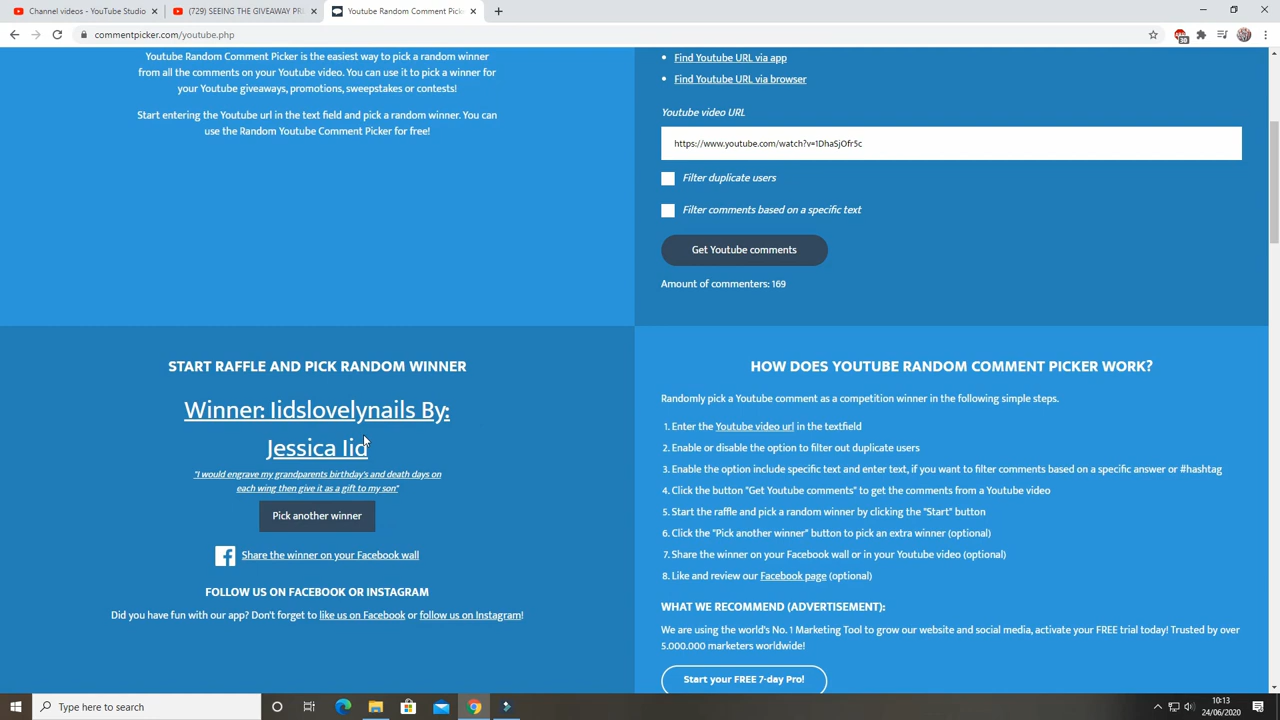 Channel videos - YouTube Studio
(729) SEEING THE GIVEAWAY PR
Youtube Random Comment Picker
commentpicker.com/youtube.php
30
Youtube Random Comment Picker is the easiest way to pick a random winner
from all the comments on your Youtube video. You can use it to pick a winner for
your Youtube giveaways, promotions, sweepstakes or contests!
Start entering the Youtube url in the text field and pick a random winner. You can
use the Random Youtube Comment Picker for free!
Find Youtube URL via app
Find Youtube URL via browser
Youtube video URL
https://www.youtube.com/watch?v=1DhaSjOfr5c
Filter duplicate users
Filter comments based on a specific text
Get Youtube comments
Amount of commenters: 169
START RAFFLE AND PICK RANDOM WINNER
Winner: Iidslovelynails By:
Jessica Iid
"I would engrave my grandparents birthday's and death days on
each wing then give it as a gift to my son"
Pick another winner
Share the winner on your Facebook wall
FOLLOW US ON FACEBOOK OR INSTAGRAM
Did you have fun with our app? Don't forget to like us on Facebook or follow us on Instagram!
HOW DOES YOUTUBE RANDOM COMMENT PICKER WORK?
Randomly pick a Youtube comment as a competition winner in the following simple steps.
1. Enter the Youtube video url in the textfield
2. Enable or disable the option to filter out duplicate users
3. Enable the option include specific text and enter text, if you want to filter comments based on a specific answer or #hashtag
4. Click the button "Get Youtube comments" to get the comments from a Youtube video
5. Start the raffle and pick a random winner by clicking the "Start" button
6. Click the "Pick another winner" button to pick an extra winner (optional)
7. Share the winner on your Facebook wall or in your Youtube video (optional)
8. Like and review our Facebook page (optional)
WHAT WE RECOMMEND (ADVERTISEMENT):
We are using the world's No. 1 Marketing Tool to grow our website and social media, activate your FREE trial today! Trusted by over
5.000.000 marketers worldwide!
Start your FREE 7-day Pro!
Type here to search
10:13
24/06/2020